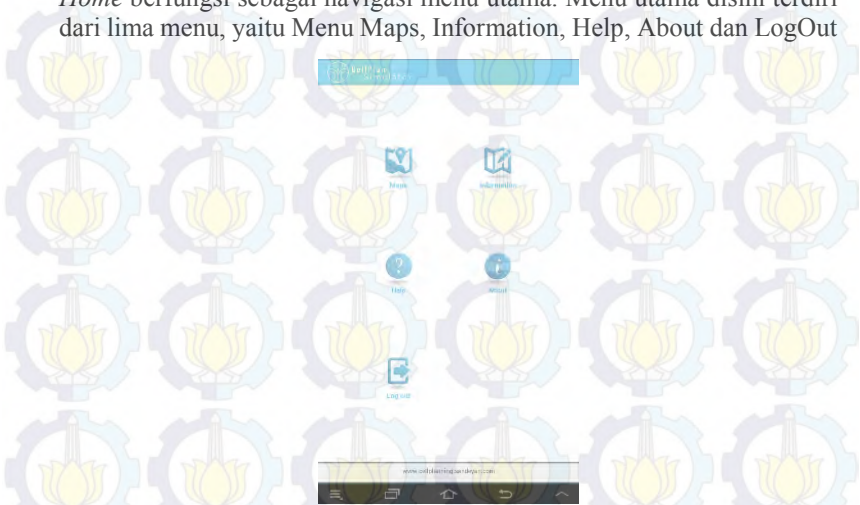 Home berfungsi sebagai navigasi menu utama. Menu utama disini terdiri
dari lima menu, yaitu Menu Maps, Information, Help, About dan LogOut
Maps
Information
Help
About
Log out